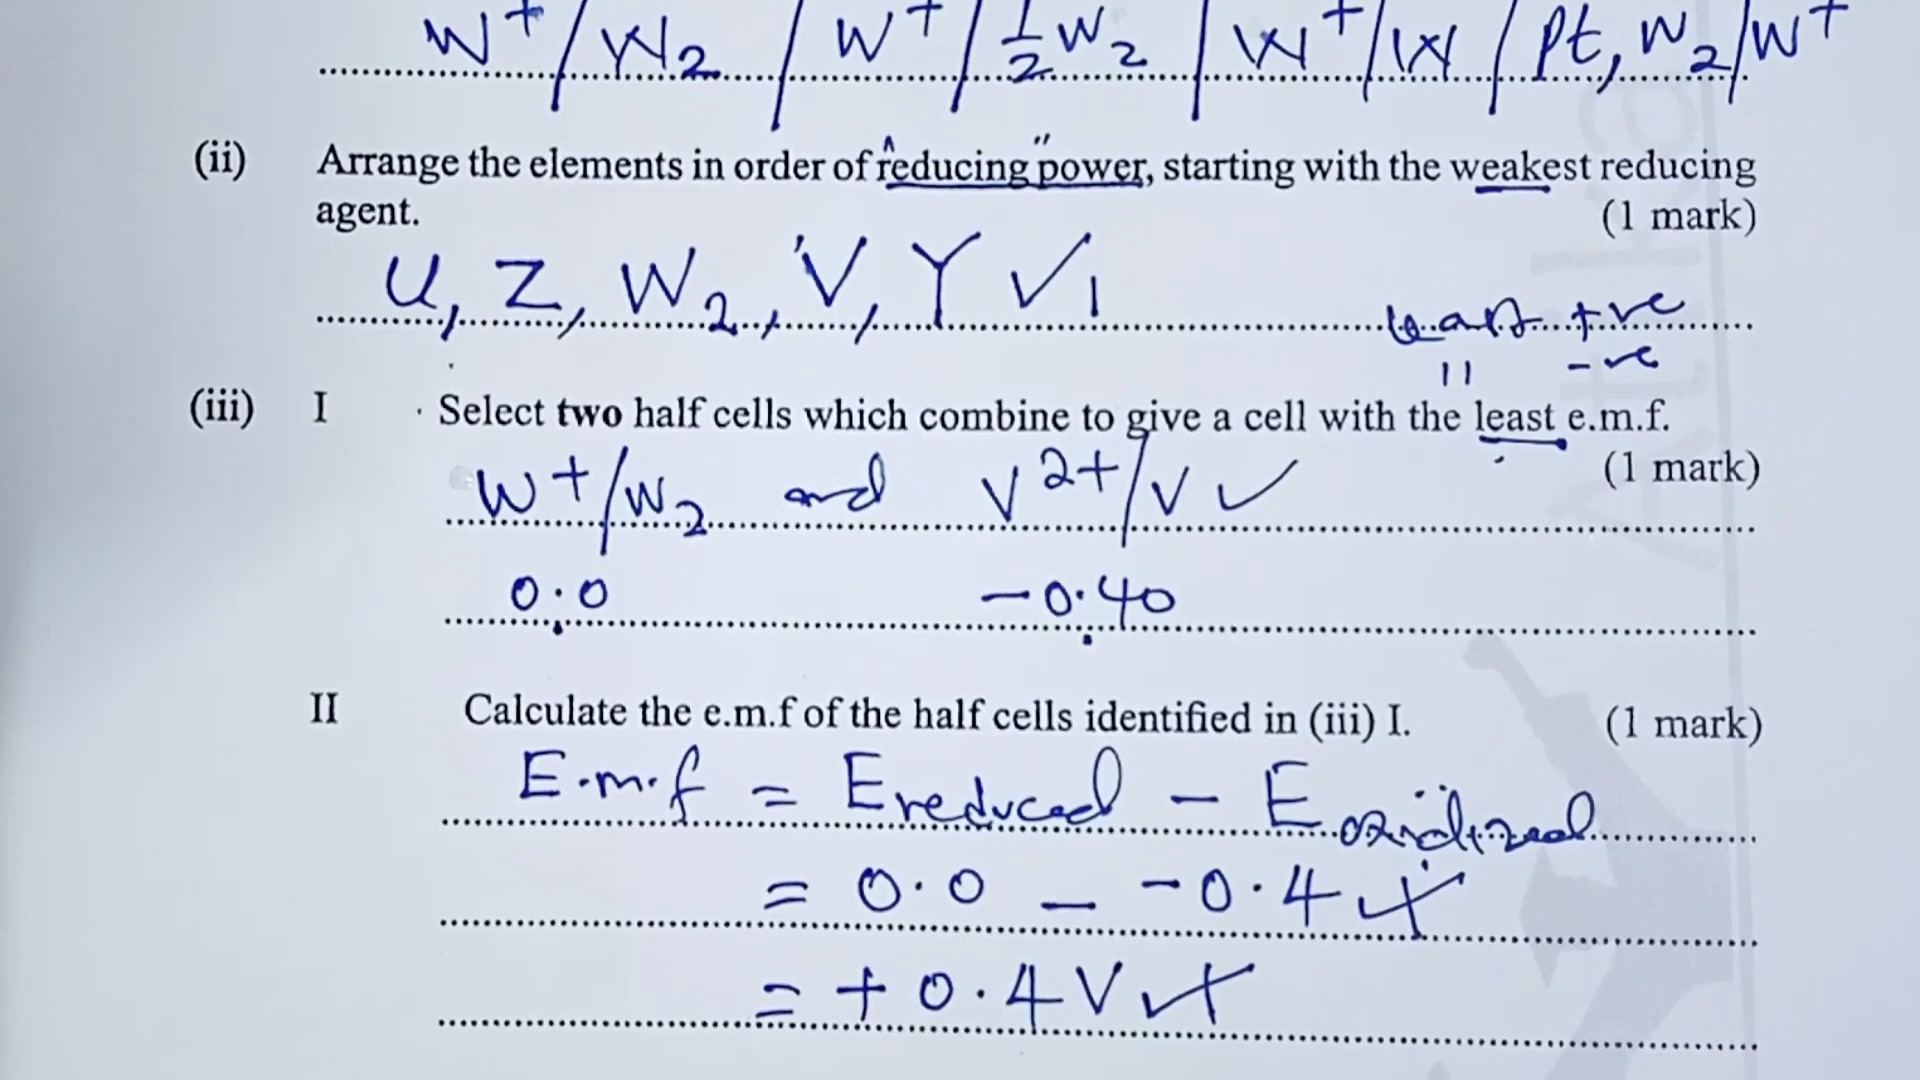 W⁺/W₂ / W⁺/½W₂ / W⁺/W / Pt, W₂/W⁺
(ii) Arrange the elements in order of reducing power, starting with the weakest reducing
agent. (1 mark)
U, Z, W₂, V, Y ✓1
least +ve
" -ve
(iii) I Select two half cells which combine to give a cell with the least e.m.f.
(1 mark)
W⁺/W₂ and V²⁺/V ✓
0.0 -0.40
II Calculate the e.m.f of the half cells identified in (iii) I. (1 mark)
E.m.f = Ereduced - Eoxidized
= 0.0 - -0.4
= +0.4V